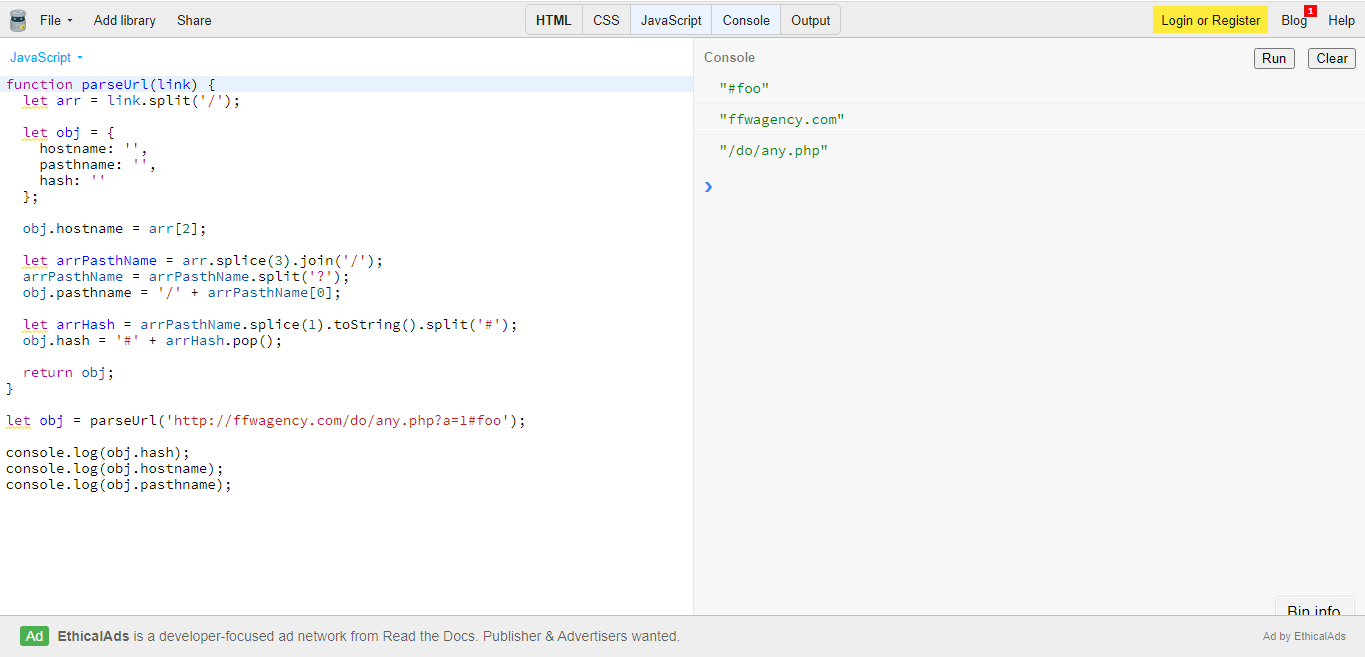 File Add library Share HTML CSS JavaScript Console Output Login or Register Blog 1 Help
JavaScript
function parseUrl(link) {
  let arr = link.split('/');
  let obj = {
    hostname: '',
    pasthname: '',
    hash: ''
  };
  obj.hostname = arr[2];
  let arrPasthName = arr.splice(3).join('/');
  arrPasthName = arrPasthName.split('?');
  obj.pasthname = '/' + arrPasthName[0];
  let arrHash = arrPasthName.splice(1).toString().split('#');
  obj.hash = '#' + arrHash.pop();
  return obj;
}
let obj = parseUrl('http://ffwagency.com/do/any.php?a=1#foo');
console.log(obj.hash);
console.log(obj.hostname);
console.log(obj.pasthname);
Console Run Clear
"#foo"
"ffwagency.com"
"/do/any.php"
Bin info
Ad EthicalAds is a developer-focused ad network from Read the Docs. Publisher & Advertisers wanted. Ad by EthicalAds